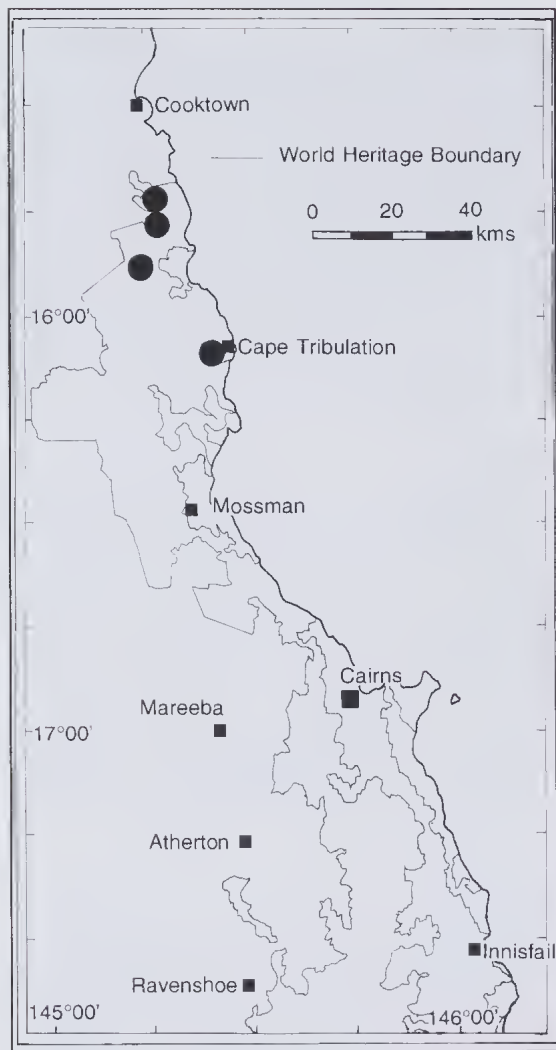 Cooktown
World Heritage Boundary
0 20 40
kms
16°00'
Cape Tribulation
Mossman
Cairns
Mareeba
17°00'
Atherton
Innisfail
Ravenshoe
145°00' 146°00'